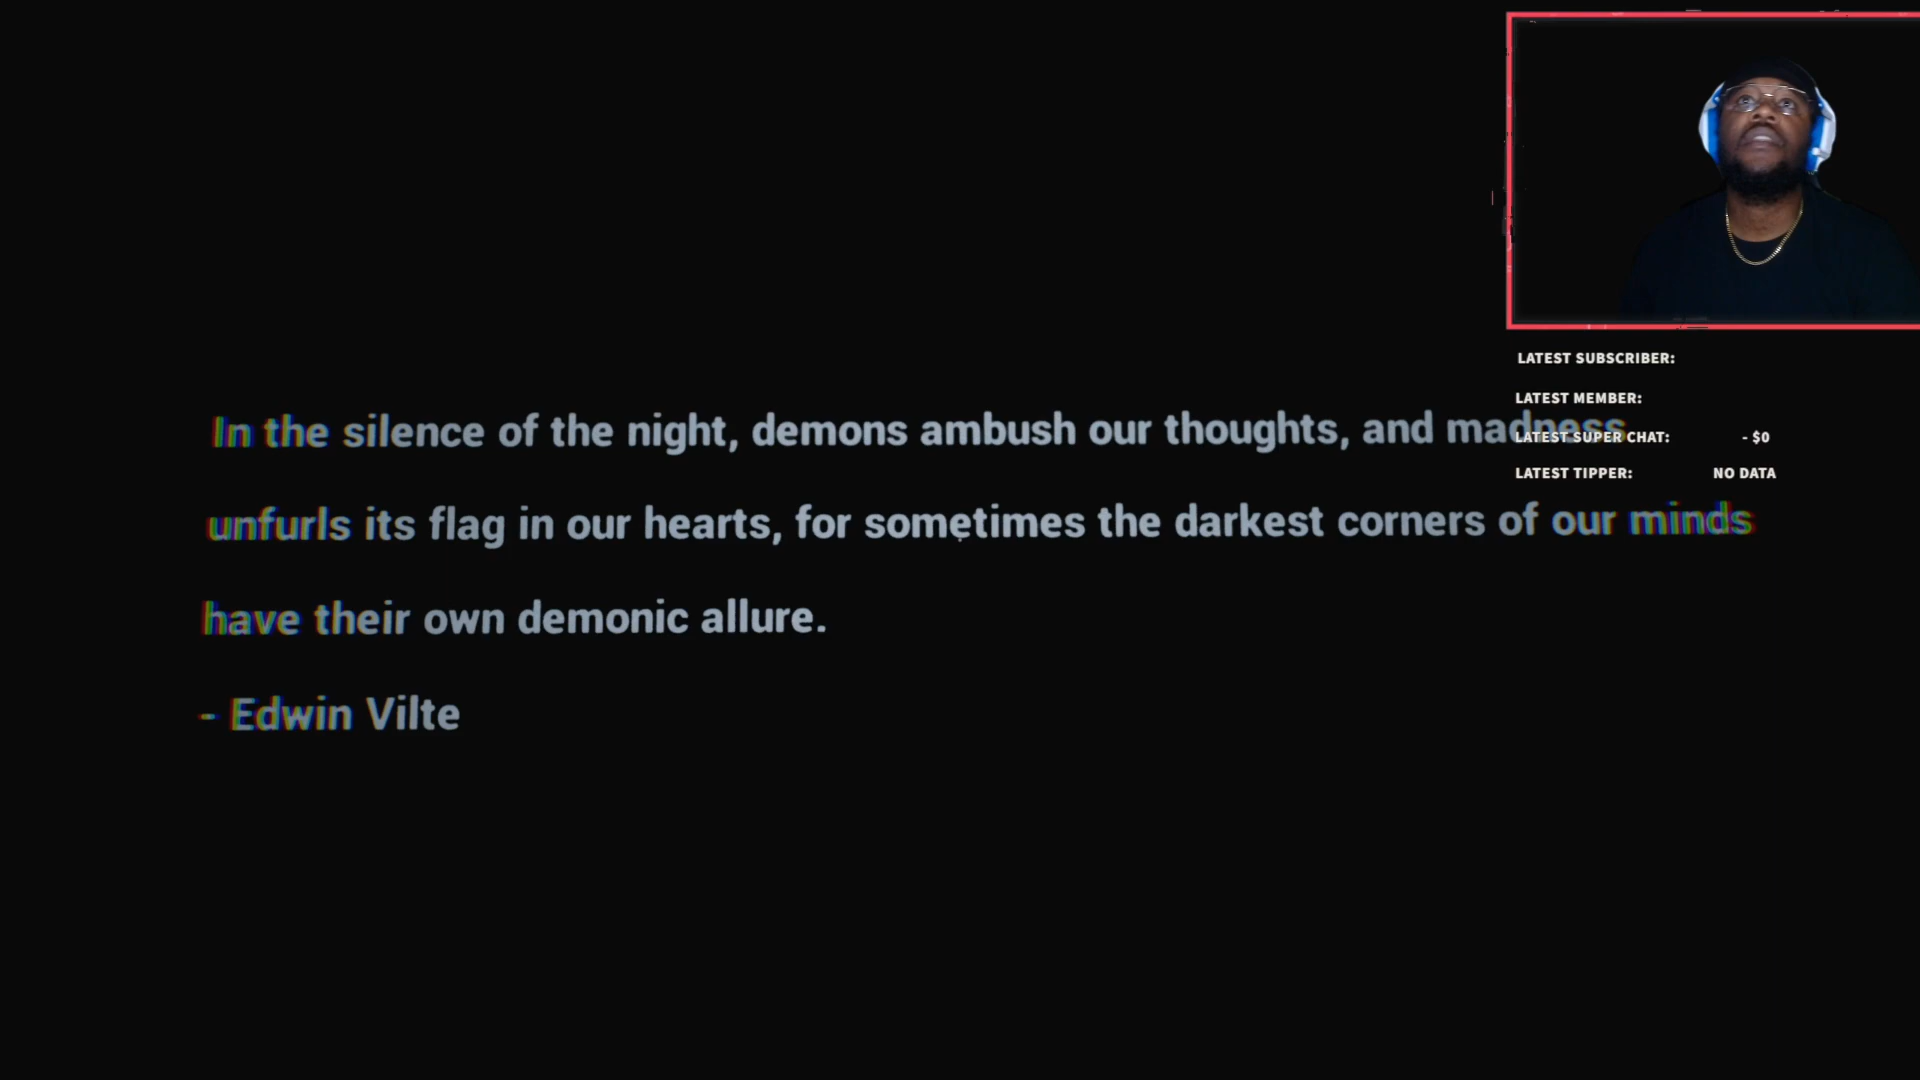 In the silence of the night, demons ambush our thoughts, and madness
unfurls its flag in our hearts, for sometimes the darkest corners of our minds
have their own demonic allure.
- Edwin Vilte
LATEST SUBSCRIBER:
LATEST MEMBER:
LATEST SUPER CHAT: - $0
LATEST TIPPER: NO DATA